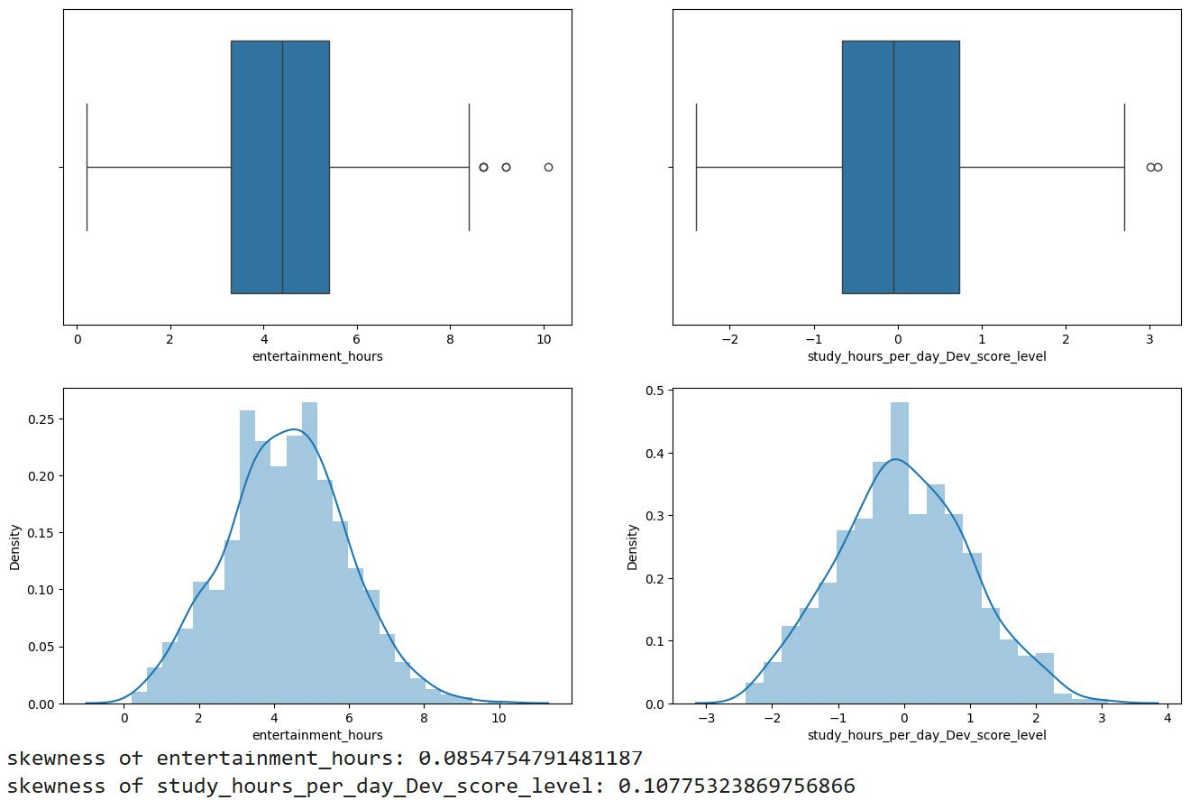 0 2 4 6 8 10
entertainment_hours
−2 −1 0 1 2 3
study_hours_per_day_Dev_score_level
0.25
0.20
0.15
0.10
0.05
0.00
Density
0 2 4 6 8 10
entertainment_hours
0.5
0.4
0.3
0.2
0.1
0.0
Density
−3 −2 −1 0 1 2 3 4
study_hours_per_day_Dev_score_level
skewness of entertainment_hours: 0.0854754791481187
skewness of study_hours_per_day_Dev_score_level: 0.10775323869756866